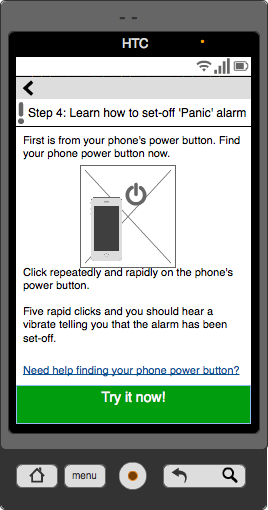 HTC
Step 4: Learn how to set-off 'Panic' alarm
First is from your phone's power button. Find
your phone power button now.
Click repeatedly and rapidly on the phone's
power button.
Five rapid clicks and you should hear a
vibrate telling you that the alarm has been
set-off.
Need help finding your phone power button?
Try it now!
menu